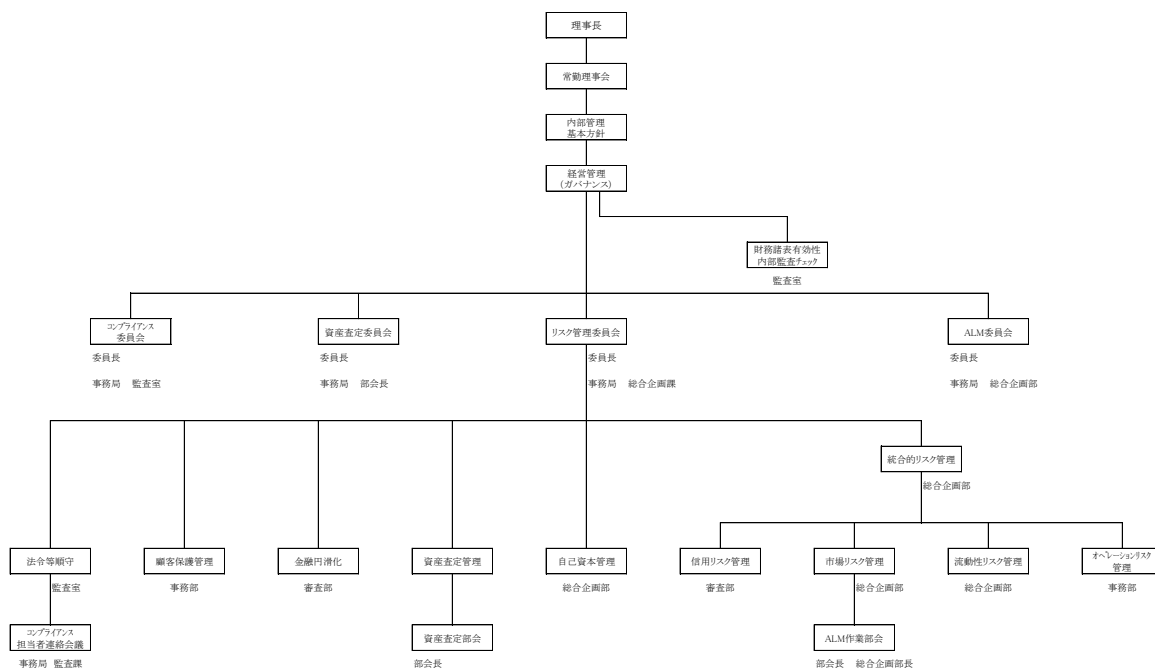 理事長
常勤理事会
内部管理
基本方針
経営管理
(ガバナンス)
財務諸表有効性
内部監査チェック
監査室
コンプライアンス
委員会
委員長
事務局　監査室
資産査定委員会
委員長
事務局　部会長
リスク管理委員会
委員長
事務局　総合企画課
ALM委員会
委員長
事務局　総合企画部
統合的リスク管理
総合企画部
法令等順守
監査室
顧客保護管理
事務部
金融円滑化
審査部
資産査定管理
自己資本管理
総合企画部
信用リスク管理
審査部
市場リスク管理
総合企画部
流動性リスク管理
総合企画部
オペレーションリスク
管理
事務部
コンプライアンス
担当者連絡会議
事務局 監査課
資産査定部会
部会長
ALM作業部会
部会長　総合企画部長